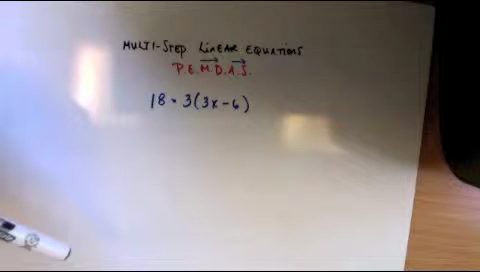 MULTI-STEP LINEAR EQUATIONS
P.E.M.D.A.S.
18 = 3(3x - 6)